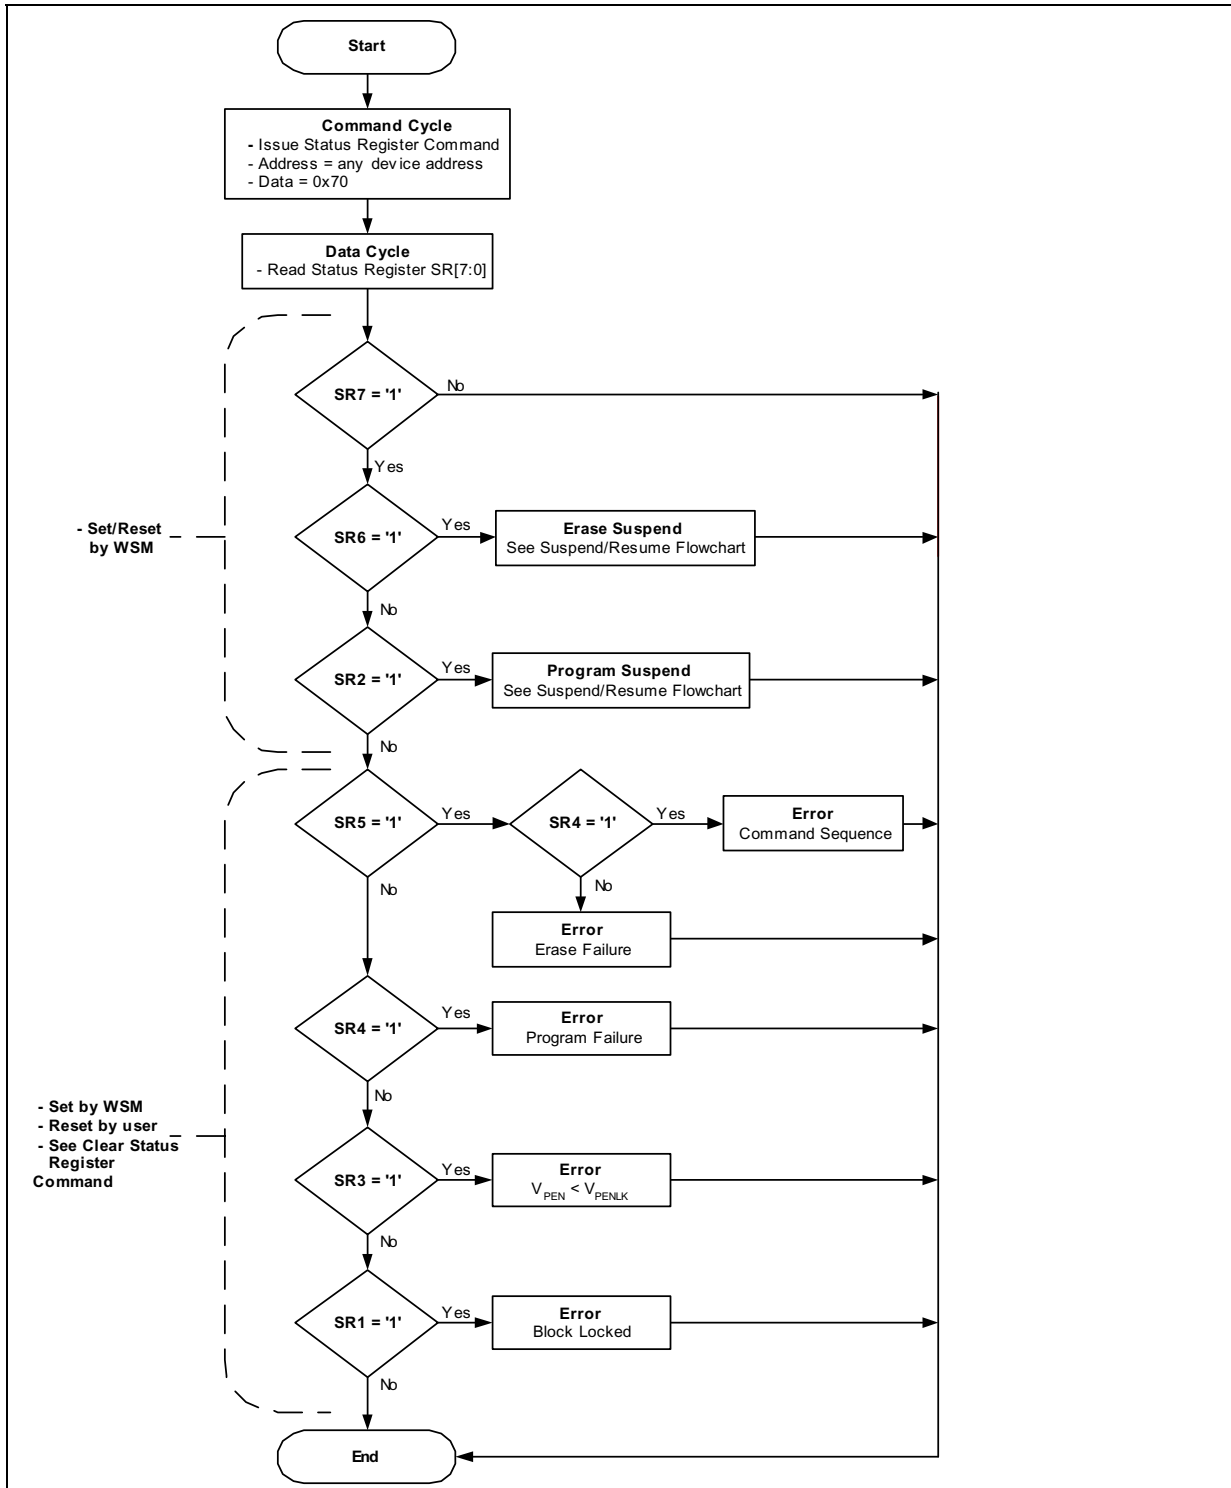 Start
Command Cycle
- Issue Status Register Command
- Address = any device address
- Data = 0x70
Data Cycle
- Read Status Register SR[7:0]
SR7 = '1'
No
Yes
- Set/Reset
by WSM
SR6 = '1'
Yes
Erase Suspend
See Suspend/Resume Flowchart
No
SR2 = '1'
Yes
Program Suspend
See Suspend/Resume Flowchart
No
SR5 = '1'
Yes
SR4 = '1'
Yes
Error
Command Sequence
No
No
Error
Erase Failure
SR4 = '1'
Yes
Error
Program Failure
No
- Set by WSM
- Reset by user
- See Clear Status
Register
Command
SR3 = '1'
Yes
Error
V PEN < V PENLK
No
SR1 = '1'
Yes
Error
Block Locked
No
End